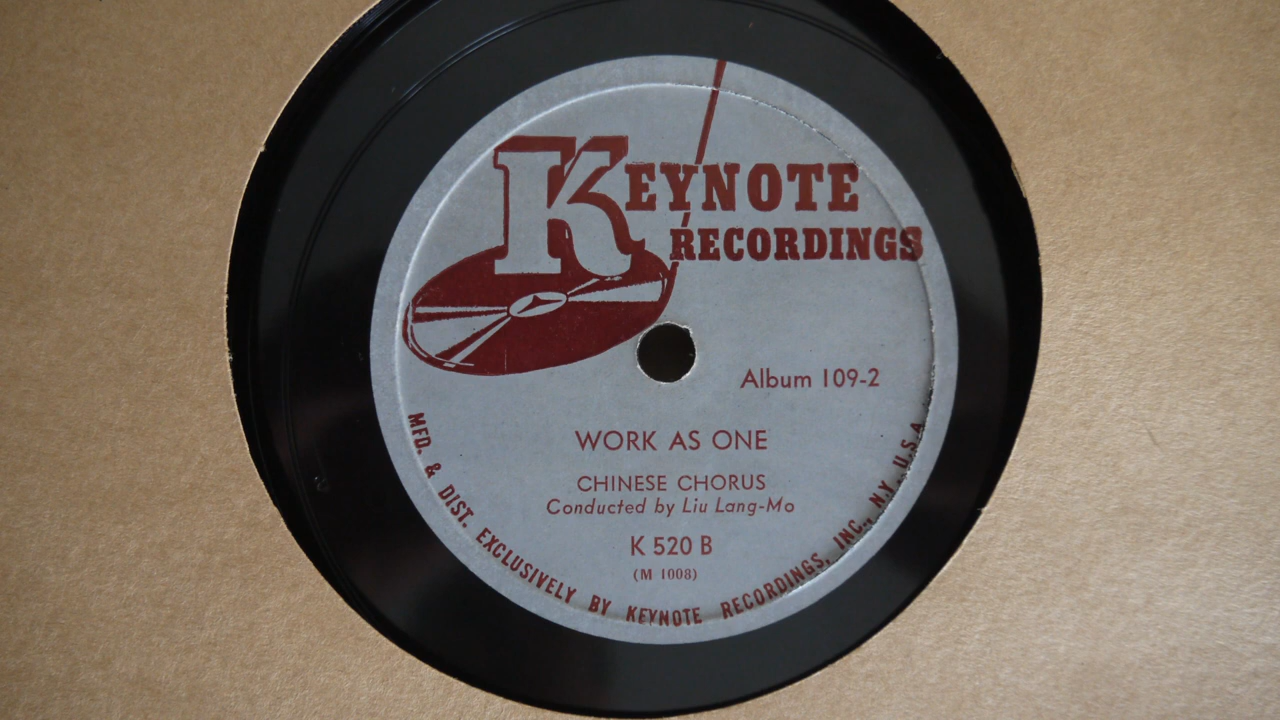 KEYNOTE
RECORDINGS
Album 109-2
WORK AS ONE
CHINESE CHORUS
Conducted by Liu Lang-Mo
K 520 B
(M 1008)
MFD. & DIST. EXCLUSIVELY BY KEYNOTE RECORDINGS, INC., N.Y. U.S.A.